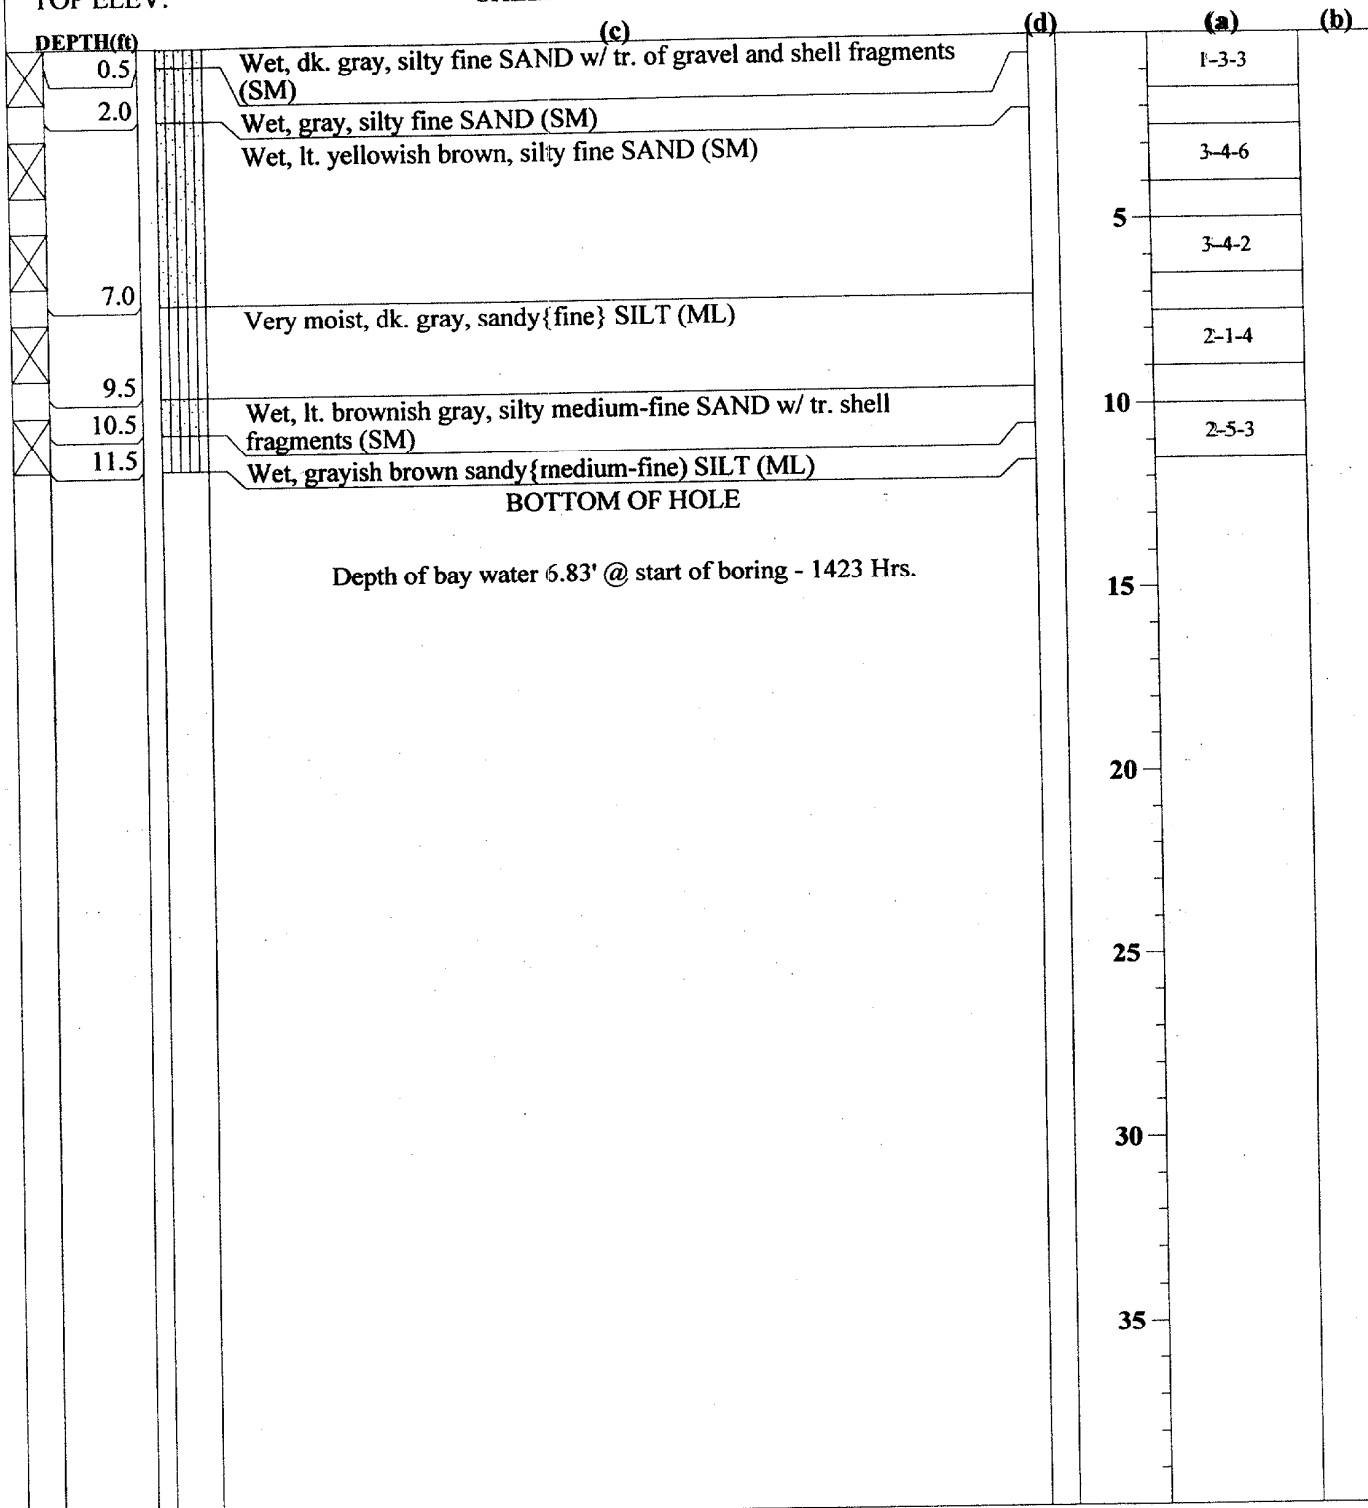 TOP ELEV.
DEPTH(ft) (c) (d) (a) (b)
0.5 Wet, dk. gray, silty fine SAND w/ tr. of gravel and shell fragments 1-3-3
(SM)
2.0 Wet, gray, silty fine SAND (SM)
Wet, lt. yellowish brown, silty fine SAND (SM) 3-4-6
5
3-4-2
7.0
Very moist, dk. gray, sandy{fine} SILT (ML)
2-1-4
9.5
Wet, lt. brownish gray, silty medium-fine SAND w/ tr. shell 10
10.5 fragments (SM) 2-5-3
11.5 Wet, grayish brown sandy{medium-fine) SILT (ML)
BOTTOM OF HOLE
Depth of bay water 6.83' @ start of boring - 1423 Hrs.
15
20
25
30
35